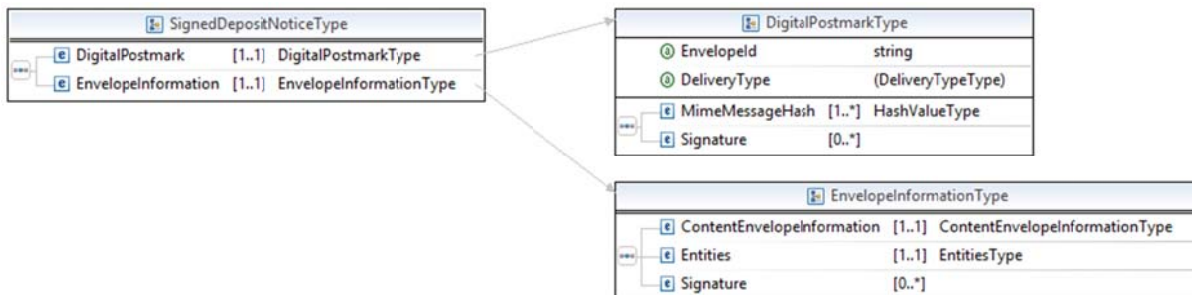 SignedDepositNoticeType
DigitalPostmark [1..1] DigitalPostmarkType
EnvelopeInformation [1..1] EnvelopeInformationType
DigitalPostmarkType
EnvelopeId string
DeliveryType (DeliveryTypeType)
MimeMessageHash [1..*] HashValueType
Signature [0..*]
EnvelopeInformationType
ContentEnvelopeInformation [1..1] ContentEnvelopeInformationType
Entities [1..1] EntitiesType
Signature [0..*]